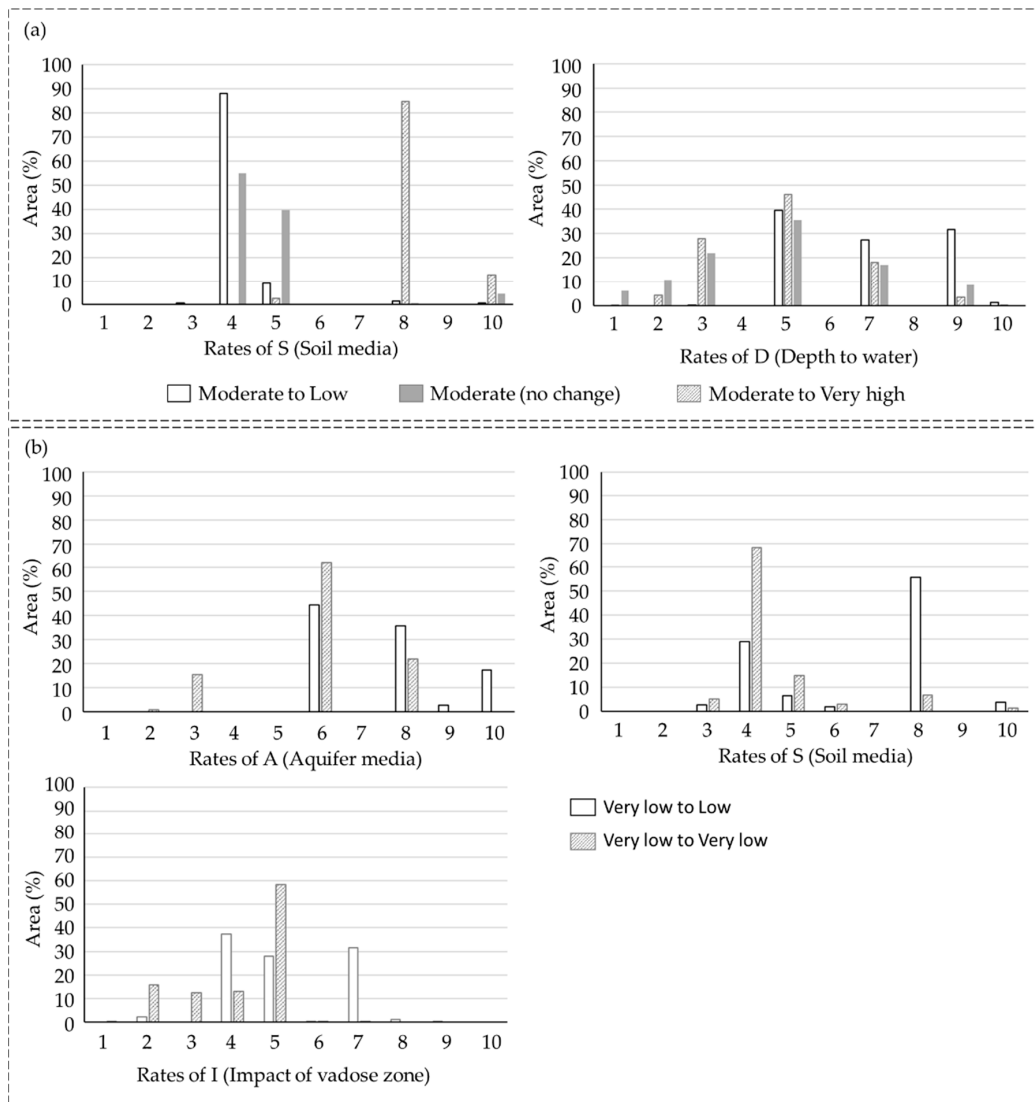 (a)
100
90
80
70
60
50
40
30
20
10
0
Area (%)
1 2 3 4 5 6 7 8 9 10
Rates of S (Soil media)
100
90
80
70
60
50
40
30
20
10
0
Area (%)
1 2 3 4 5 6 7 8 9 10
Rates of D (Depth to water)
Moderate to Low Moderate (no change) Moderate to Very high
(b)
100
90
80
70
60
50
40
30
20
10
0
Area (%)
1 2 3 4 5 6 7 8 9 10
Rates of A (Aquifer media)
100
90
80
70
60
50
40
30
20
10
0
Area (%)
1 2 3 4 5 6 7 8 9 10
Rates of S (Soil media)
100
90
80
70
60
50
40
30
20
10
0
Area (%)
1 2 3 4 5 6 7 8 9 10
Rates of I (Impact of vadose zone)
Very low to Low
Very low to Very low